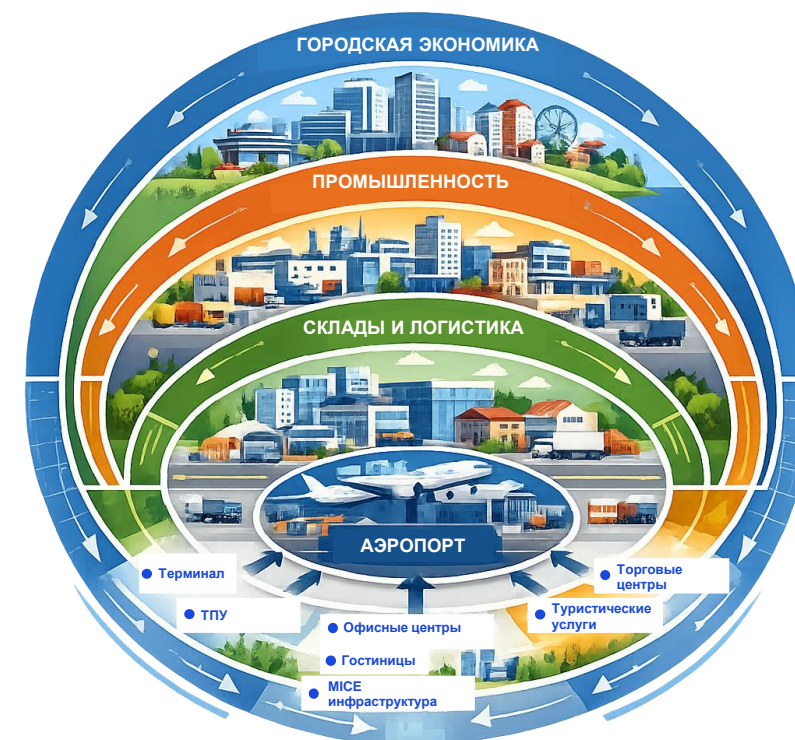 ГОРОДСКАЯ ЭКОНОМИКА
ПРОМЫШЛЕННОСТЬ
СКЛАДЫ И ЛОГИСТИКА
АЭРОПОРТ
Терминал
ТПУ
Офисные центры
Гостиницы
MICE
инфраструктура
Торговые
центры
Туристические
услуги